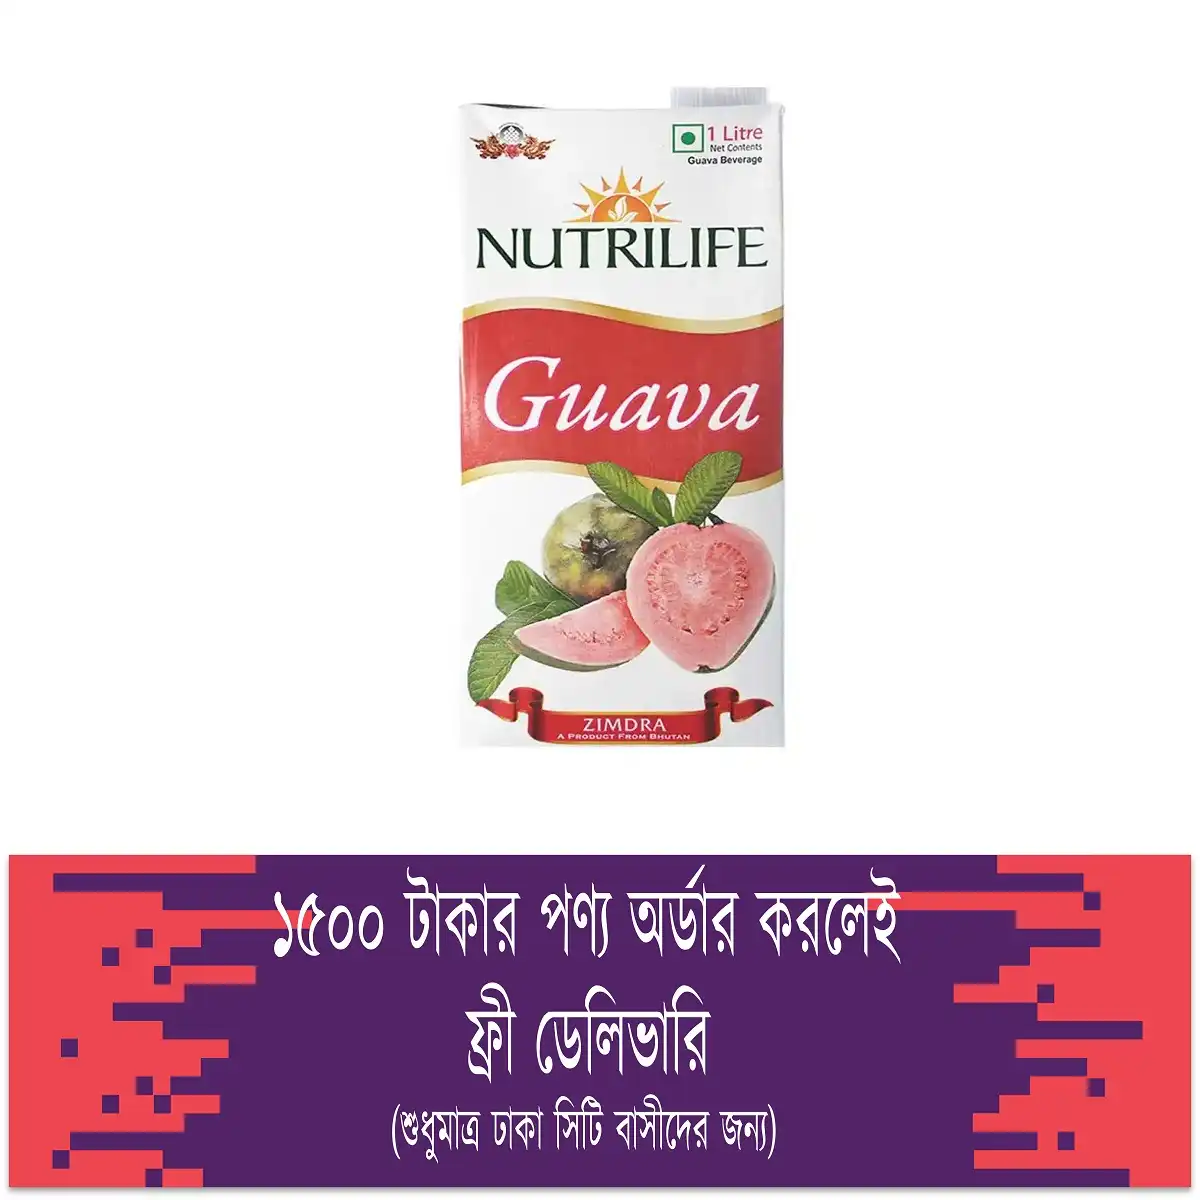 1 Litre
Net Contents
Guava Beverage
NUTRILIFE
Guava
ZIMDRA
A PRODUCT FROM BHUTAN
১৫০০ টাকার পণ্য অর্ডার করলেই
ফ্রী ডেলিভারি
(শুধুমাত্র ঢাকা সিটি বাসীদের জন্য)